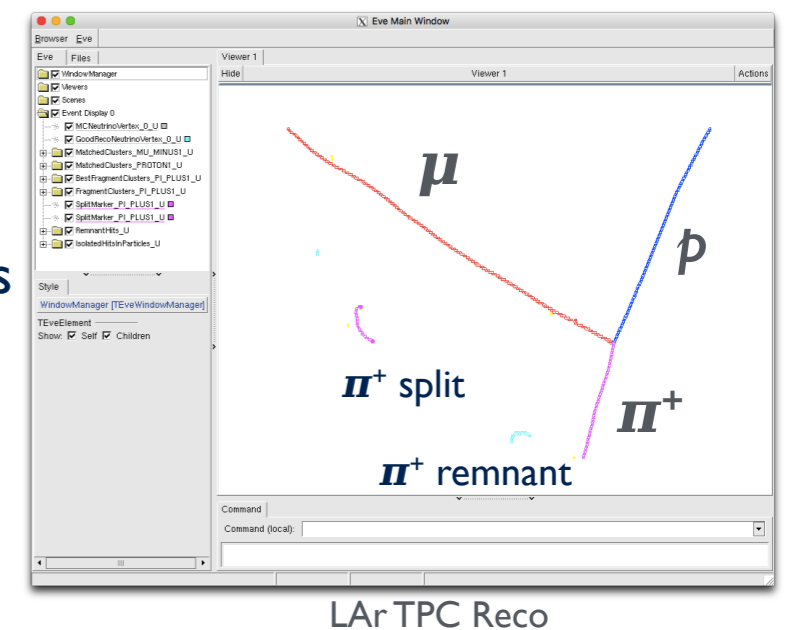 Eve Main Window
Browser Eve
Eve Files
WindowManager
Viewers
Scenes
Event Display 0
MCNeutrinoVertex_0_U
GoodRecoNeutrinoVertex_0_U
MatchedClusters_MU_MINUS1_U
MatchedClusters_PROTON1_U
BestFragmentClusters_PI_PLUS1_U
FragmentClusters_PI_PLUS1_U
SplitMarker_PI_PLUS1_U
SplitMarker_PI_PLUS1_U
RemnantHits_U
IsolatedHitsInParticles_U
s
Style
WindowManager [TEveWindowManager]
TEveElement
Show: Self Children
Viewer 1
Hide Viewer 1 Actions
μ
p
π+ split
π+
π+ remnant
Command
Command (local):
LAr TPC Reco